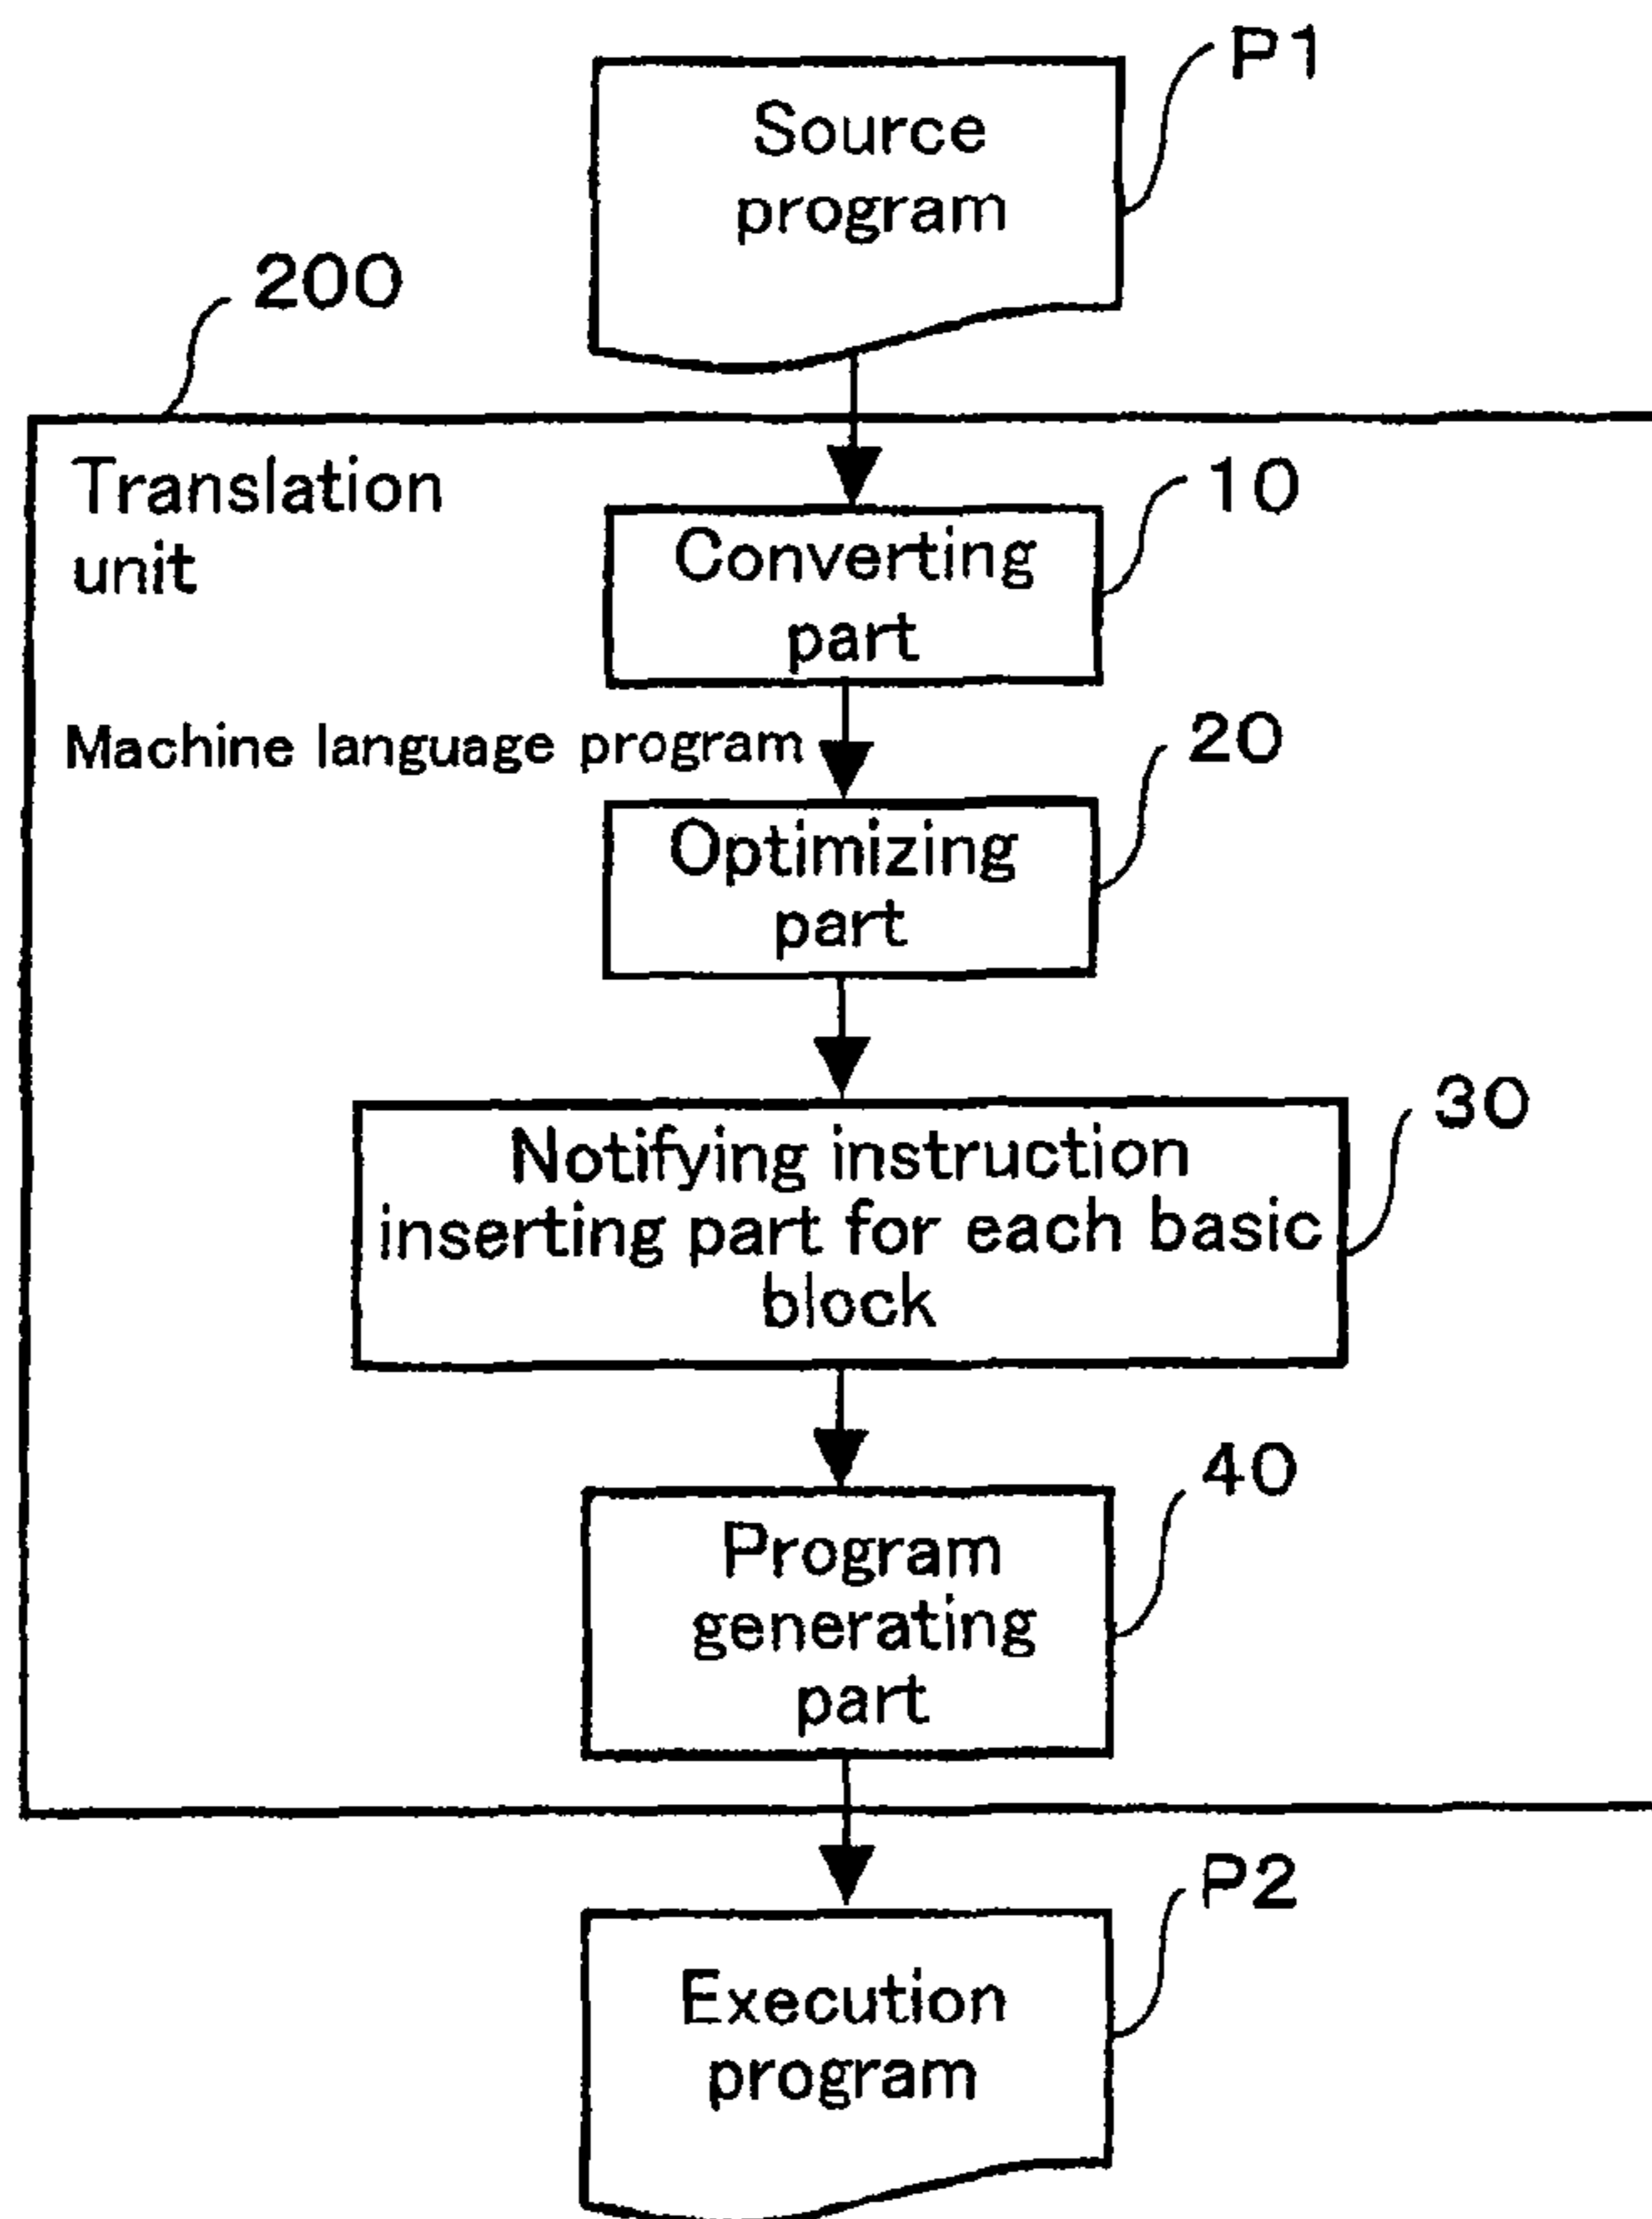 P1
Source
program
200
Translation
unit
10
Converting
part
Machine language program
20
Optimizing
part
30
Notifying instruction
inserting part for each basic
block
40
Program
generating
part
P2
Execution
program